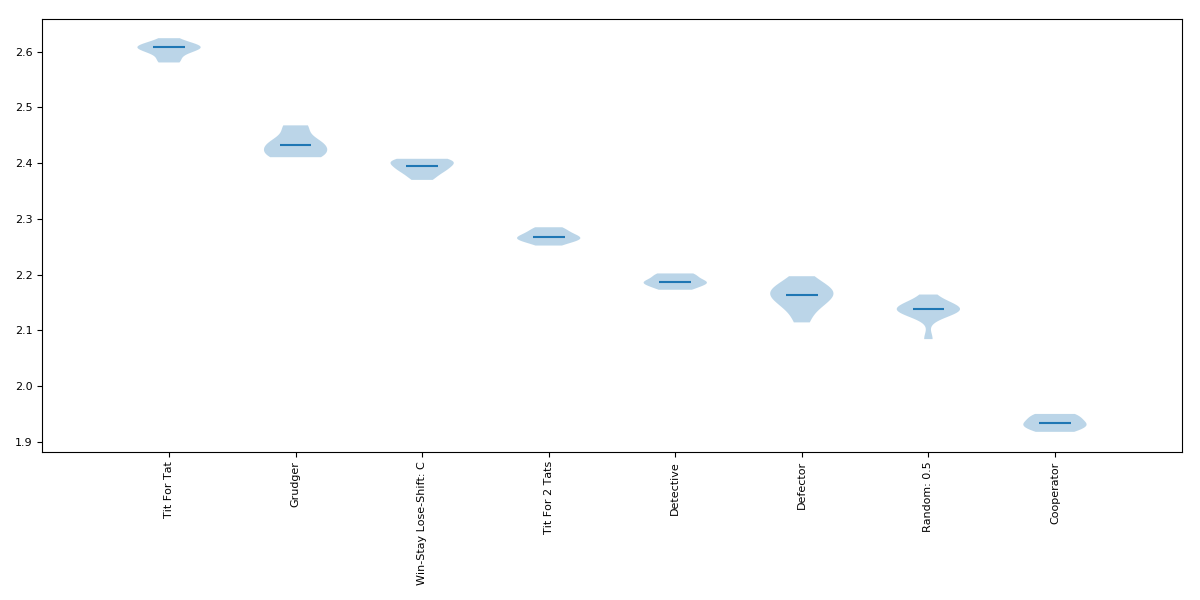 2.6
2.5
2.4
2.3
2.2
2.1
2.0
1.9
Tit For Tat
Grudger
Win-Stay Lose-Shift: C
Tit For 2 Tats
Detective
Defector
Random: 0.5
Cooperator